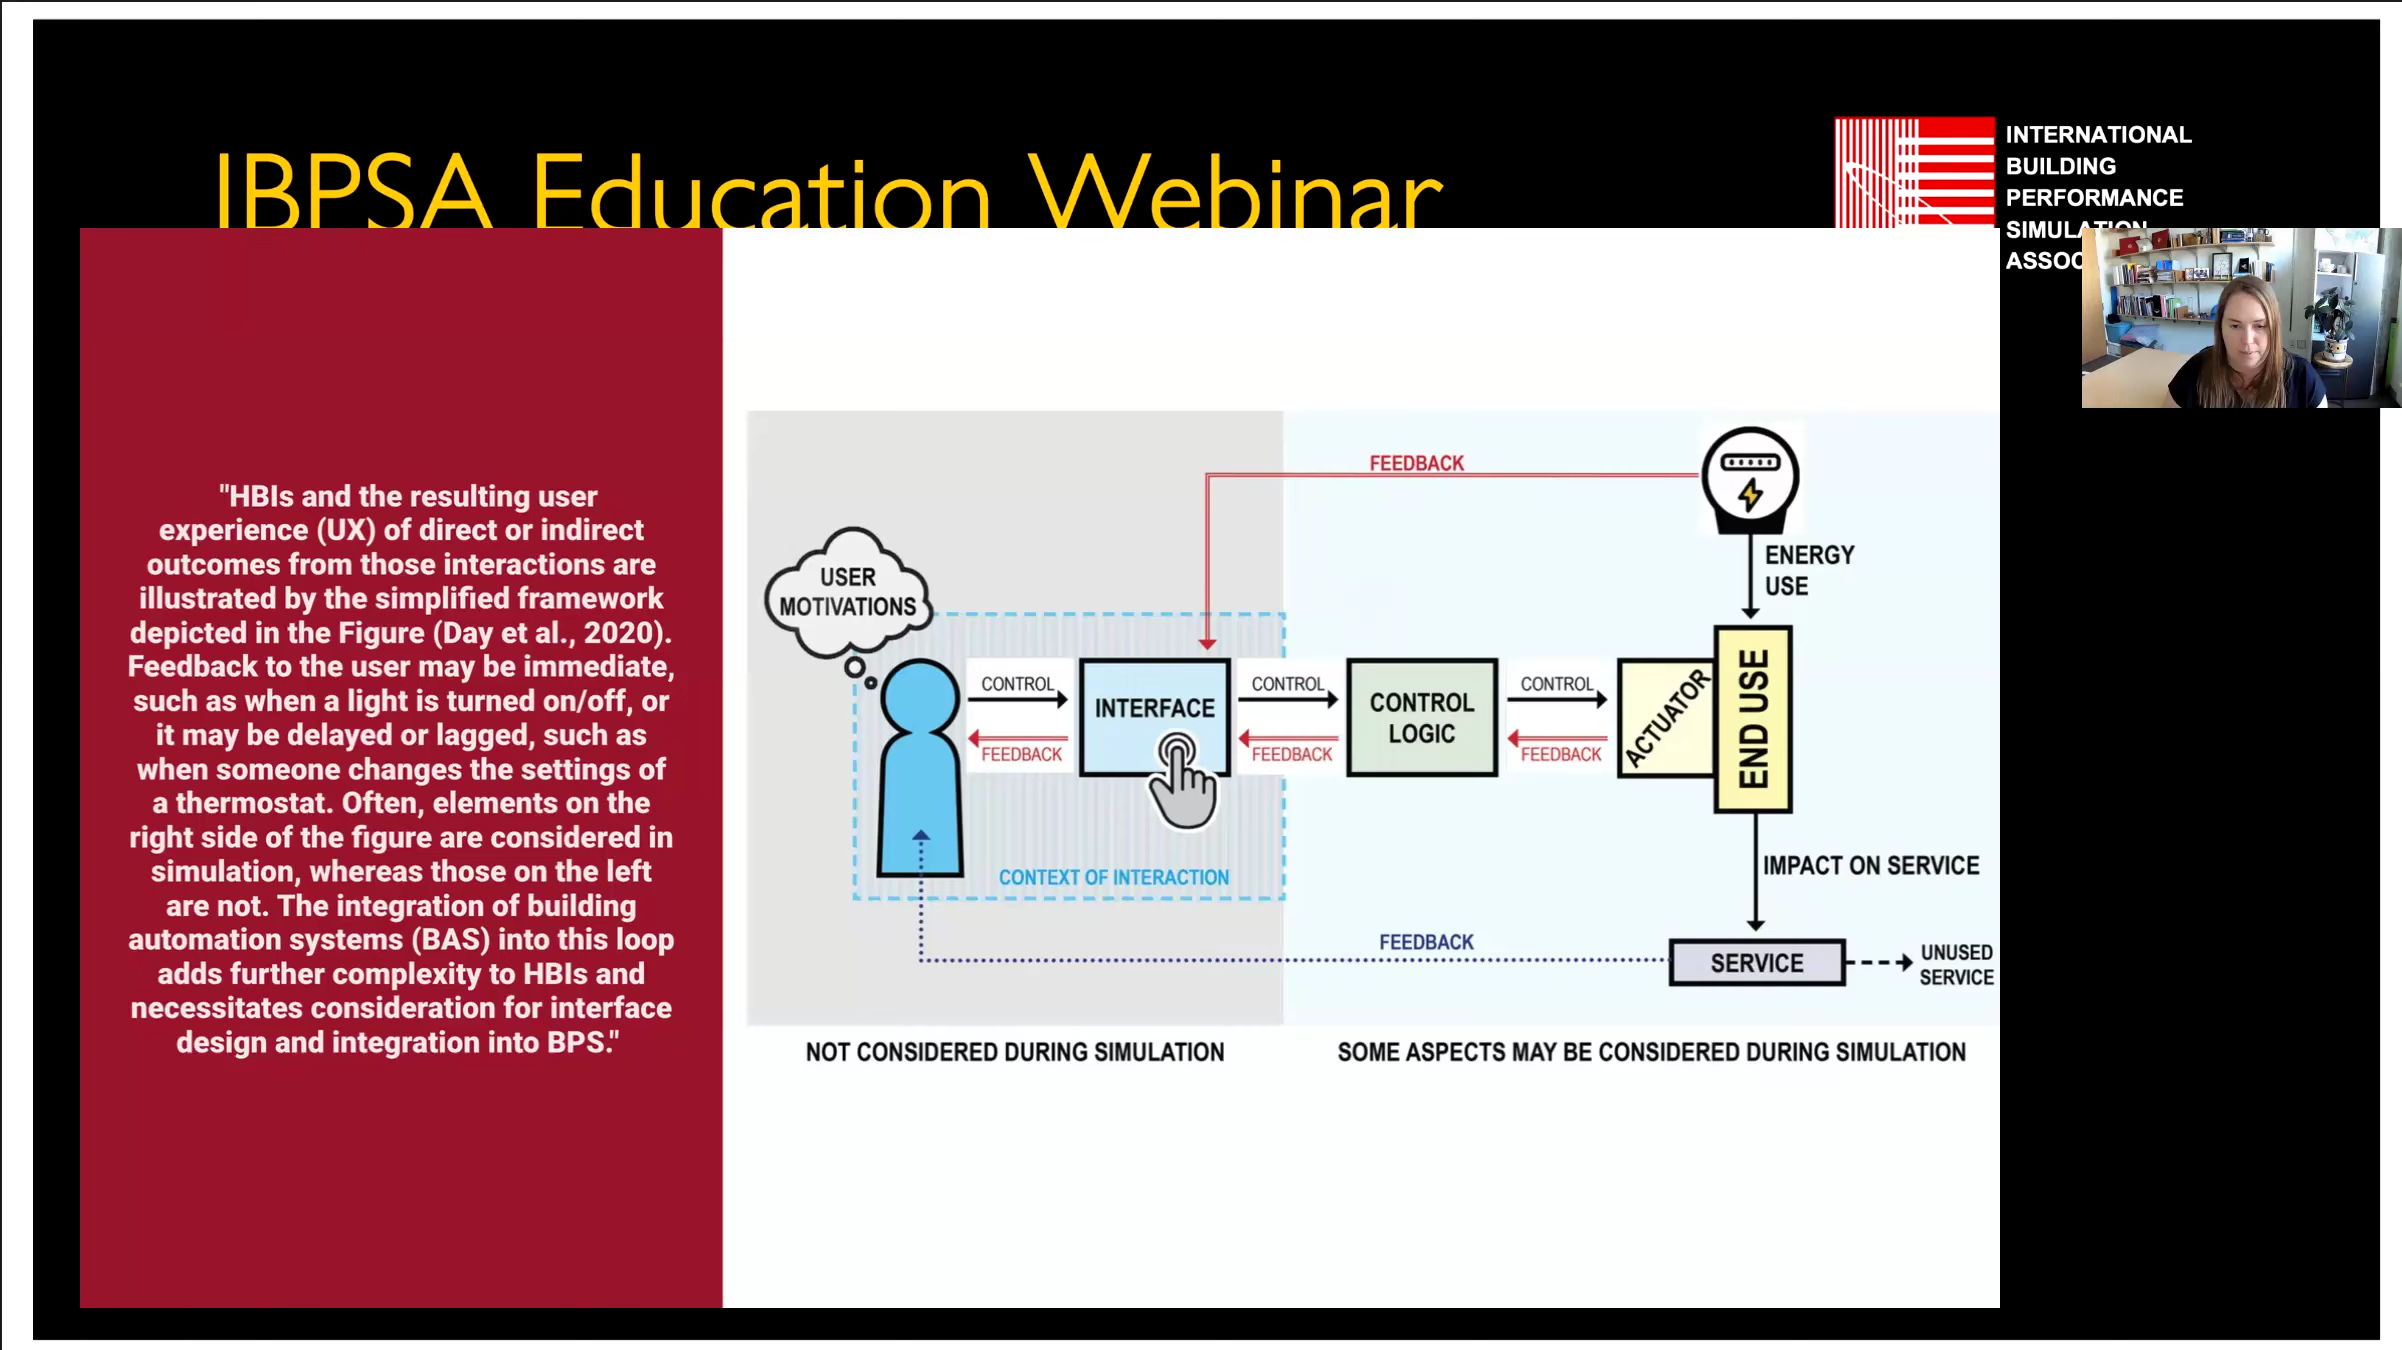 IBPSA Education Webinar
INTERNATIONAL
BUILDING
PERFORMANCE
SIMULATION
"HBIs and the resulting user
experience (UX) of direct or indirect
outcomes from those interactions are
illustrated by the simplified framework
depicted in the Figure (Day et al., 2020).
Feedback to the user may be immediate,
such as when a light is turned on/off, or
it may be delayed or lagged, such as
when someone changes the settings of
a thermostat. Often, elements on the
right side of the figure are considered in
simulation, whereas those on the left
are not. The integration of building
automation systems (BAS) into this loop
adds further complexity to HBIs and
necessitates consideration for interface
design and integration into BPS."
FEEDBACK
USER
MOTIVATIONS
ENERGY
USE
CONTROL
FEEDBACK
INTERFACE
CONTROL
FEEDBACK
CONTROL
LOGIC
CONTROL
FEEDBACK
ACTUATOR
END USE
CONTEXT OF INTERACTION
IMPACT ON SERVICE
FEEDBACK
SERVICE
UNUSED
SERVICE
NOT CONSIDERED DURING SIMULATION
SOME ASPECTS MAY BE CONSIDERED DURING SIMULATION